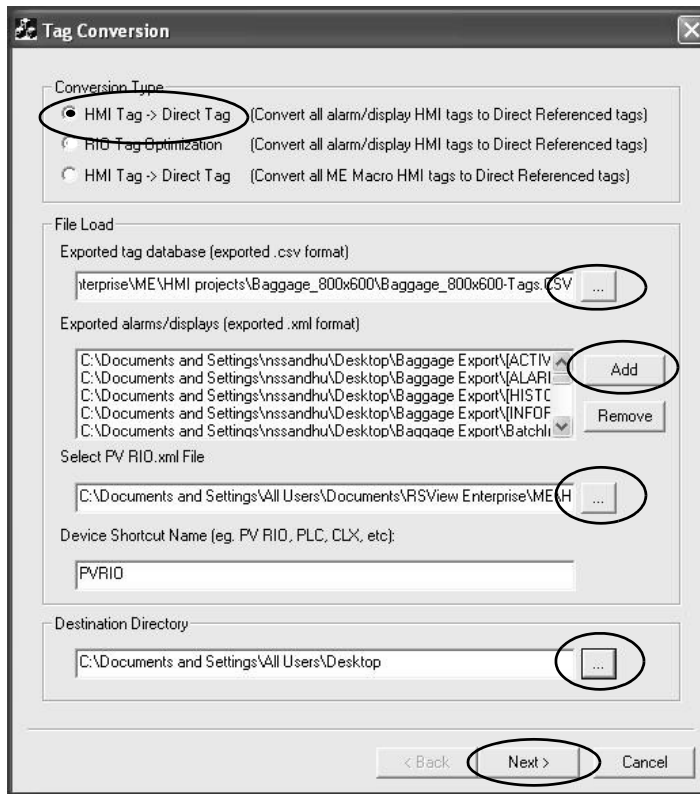 Tag Conversion
Conversion Type
HMI Tag -> Direct Tag (Convert all alarm/display HMI tags to Direct Referenced tags)
RIO Tag Optimization (Convert all alarm/display HMI tags to Direct Referenced tags)
HMI Tag -> Direct Tag (Convert all ME Macro HMI tags to Direct Referenced tags)
File Load
Exported tag database (exported .csv format)
nterprise\ME\HMI projects\Baggage_800x600\Baggage_800x600-Tags.CSV ...
Exported alarms/displays (exported .xml format)
C:\Documents and Settings\nssandhu\Desktop\Baggage Export\[ACTIV
C:\Documents and Settings\nssandhu\Desktop\Baggage Export\[ALARI
C:\Documents and Settings\nssandhu\Desktop\Baggage Export\[HISTO
C:\Documents and Settings\nssandhu\Desktop\Baggage Export\[INFOF
C:\Documents and Settings\nssandhu\Desktop\Baggage Export\BatchIn
Add
Remove
Select PV RIO.xml File
C:\Documents and Settings\All Users\Documents\RSView Enterprise\ME\H ...
Device Shortcut Name (eg. PV RIO, PLC, CLX, etc):
PVRIO
Destination Directory
C:\Documents and Settings\All Users\Desktop ...
< Back
Next >
Cancel